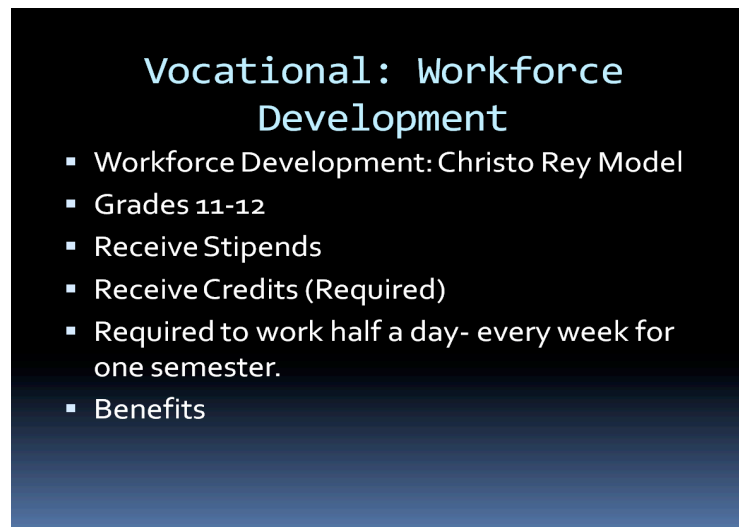 Vocational: Workforce
Development
▪ Workforce Development: Christo Rey Model
▪ Grades 11-12
▪ Receive Stipends
▪ Receive Credits (Required)
▪ Required to work half a day- every week for
one semester.
▪ Benefits